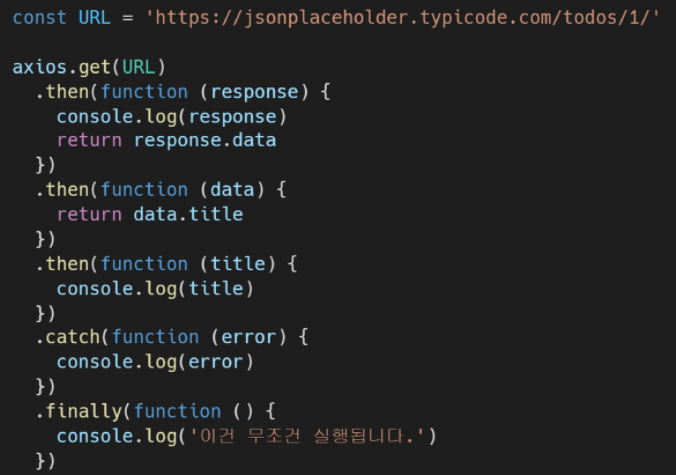 const URL = 'https://jsonplaceholder.typicode.com/todos/1/'
axios.get(URL)
.then(function (response) {
console.log(response)
return response.data
})
.then(function (data) {
return data.title
})
.then(function (title) {
console.log(title)
})
.catch(function (error) {
console.log(error)
})
.finally(function () {
console.log('이건 무조건 실행됩니다.')
})